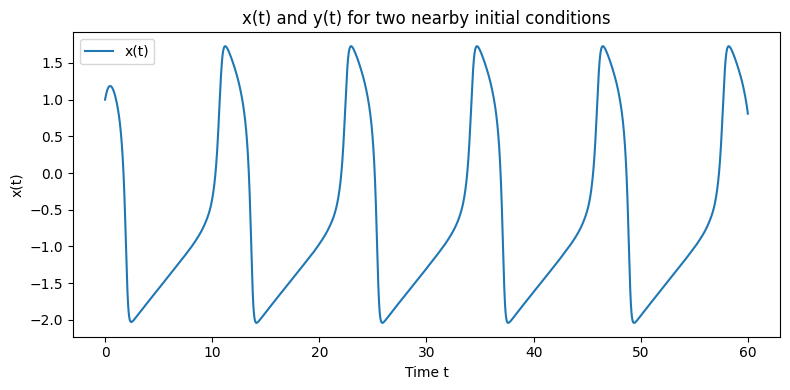 x(t) and y(t) for two nearby initial conditions
x(t)
1.5
1.0
0.5
0.0
−0.5
−1.0
−1.5
−2.0
x(t)
0 10 20 30 40 50 60
Time t